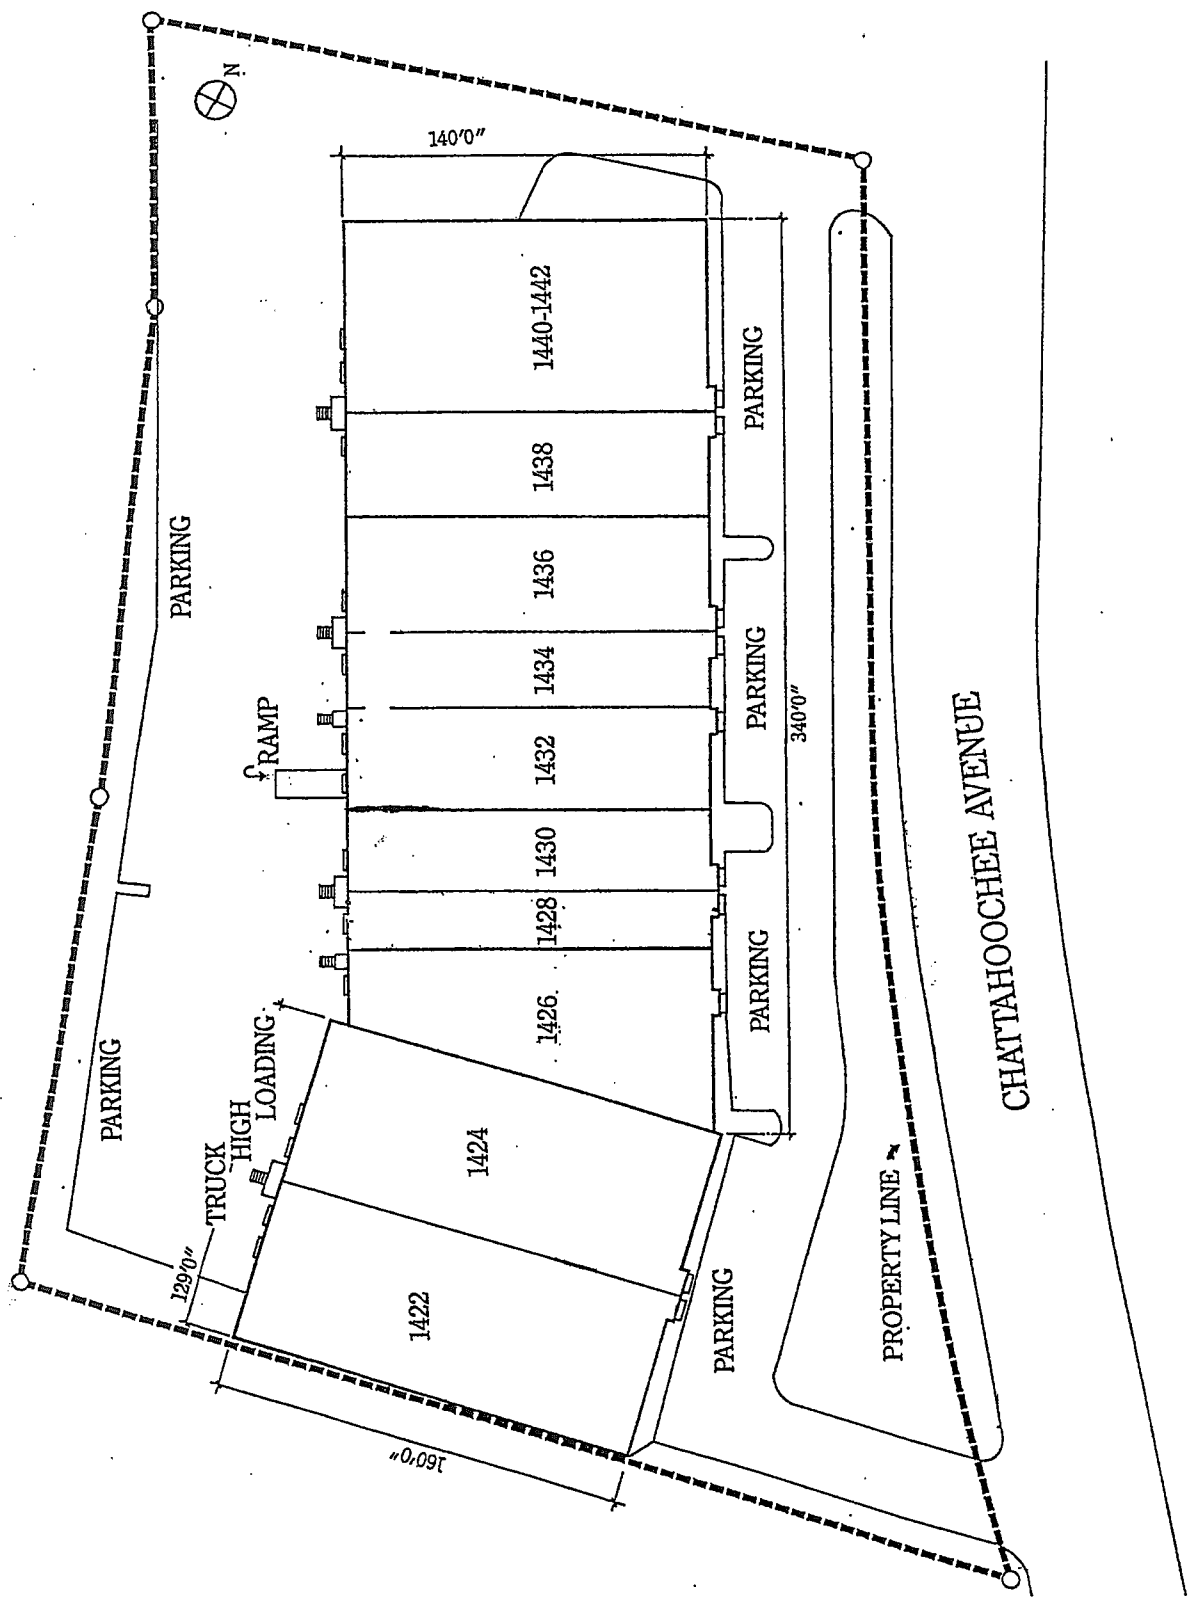 N
140'0"
1440-1442
PARKING
1438
PARKING
1436
1434
PARKING
RAMP
1432
340'0"
CHATTAHOOCHEE AVENUE
1430
1428
1426
PARKING
PARKING
TRUCK
HIGH
LOADING
1424
PROPERTY LINE
129'0"
1422
PARKING
160'0"